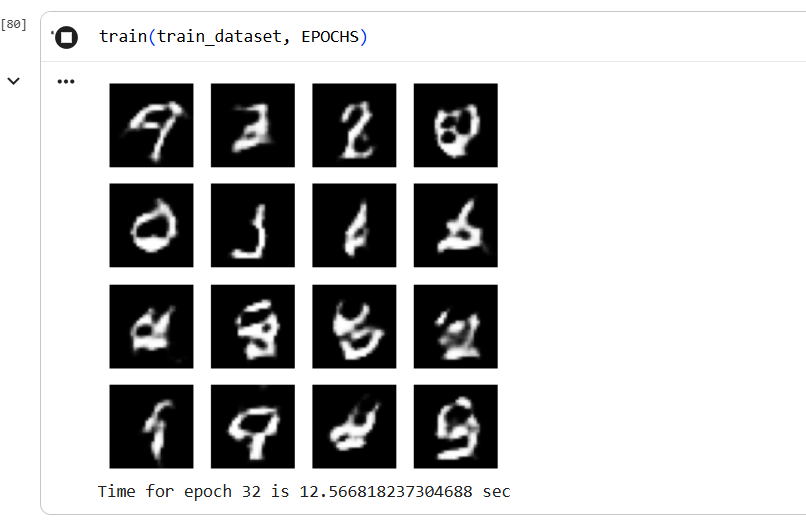 [80]
train(train_dataset, EPOCHS)
Time for epoch 32 is 12.566818237304688 sec